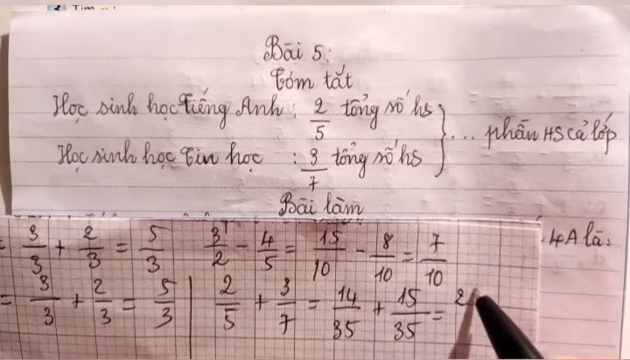 Bài 5:
Tóm tắt
Học sinh học Tiếng Anh : 2/5 tổng số hs
... phần HS cả lớp
Học sinh học Tin học : 3/7 tổng số hs
Bài làm
4A là:
= 3/3 + 2/3 = 5/3 3/2 - 4/5 = 15/10 - 8/10 = 7/10
= 3/3 + 2/3 = 5/3 | 2/5 + 3/7 = 14/35 + 15/35 = 2